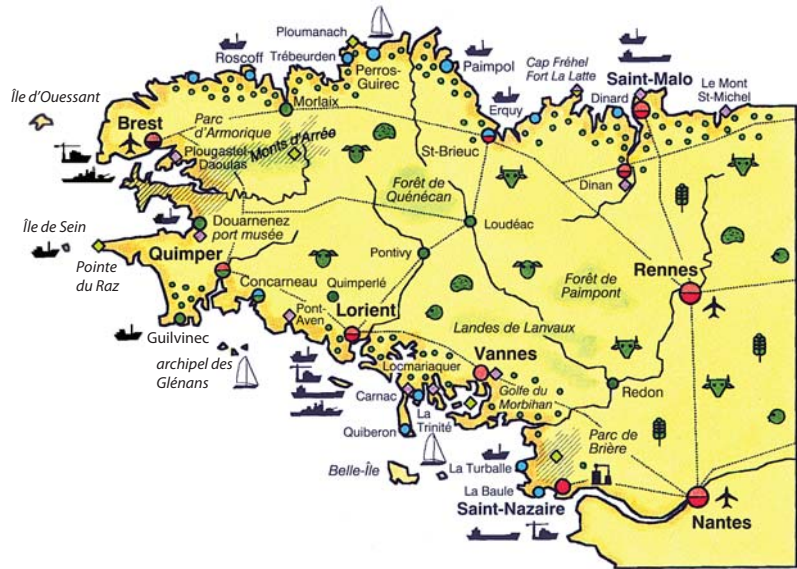 Ploumanach
Trébeurden
Roscoff
Perros-
Guirec
Paimpol
Cap Fréhel
Fort La Latte
Saint-Malo
Dinard
Le Mont
St-Michel
Île d'Ouessant
Morlaix
Erquy
Parc
d'Armorique
Brest
Monts d'Arrée
Plougastel-
Daoulas
St-Brieuc
Dinan
Forêt de
Quénécan
Île de Sein
Douarnenez
port musée
Loudéac
Pointe
du Raz
Quimper
Pontivy
Concarneau
Quimperlé
Forêt de
Paimpont
Rennes
Pont-
Aven
Lorient
Landes de Lanvaux
Guilvinec
archipel des
Glénans
Locmariaquer
Vannes
Carnac
La
Trinité
Golfe du
Morbihan
Redon
Quiberon
Parc de
Brière
Belle-Île
La Turballe
La Baule
Saint-Nazaire
Nantes